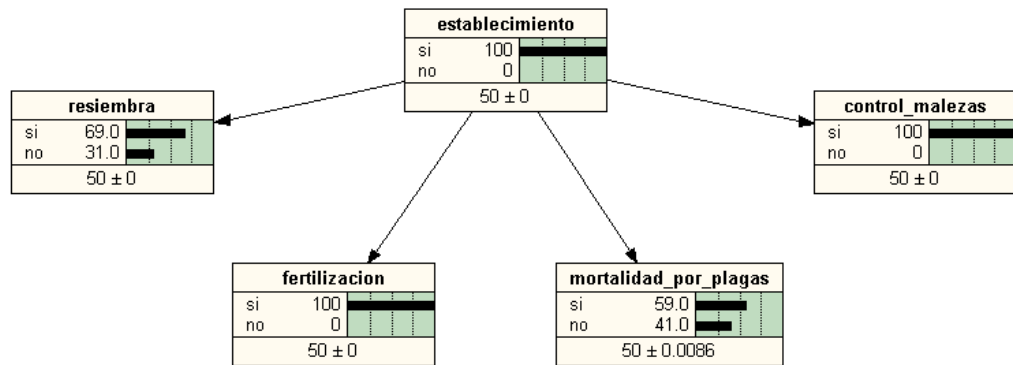 establecimiento
si 100
no 0
50 ± 0
resiembra
si 69.0
no 31.0
50 ± 0
control_malezas
si 100
no 0
50 ± 0
fertilizacion
si 100
no 0
50 ± 0
mortalidad_por_plagas
si 59.0
no 41.0
50 ± 0.0086